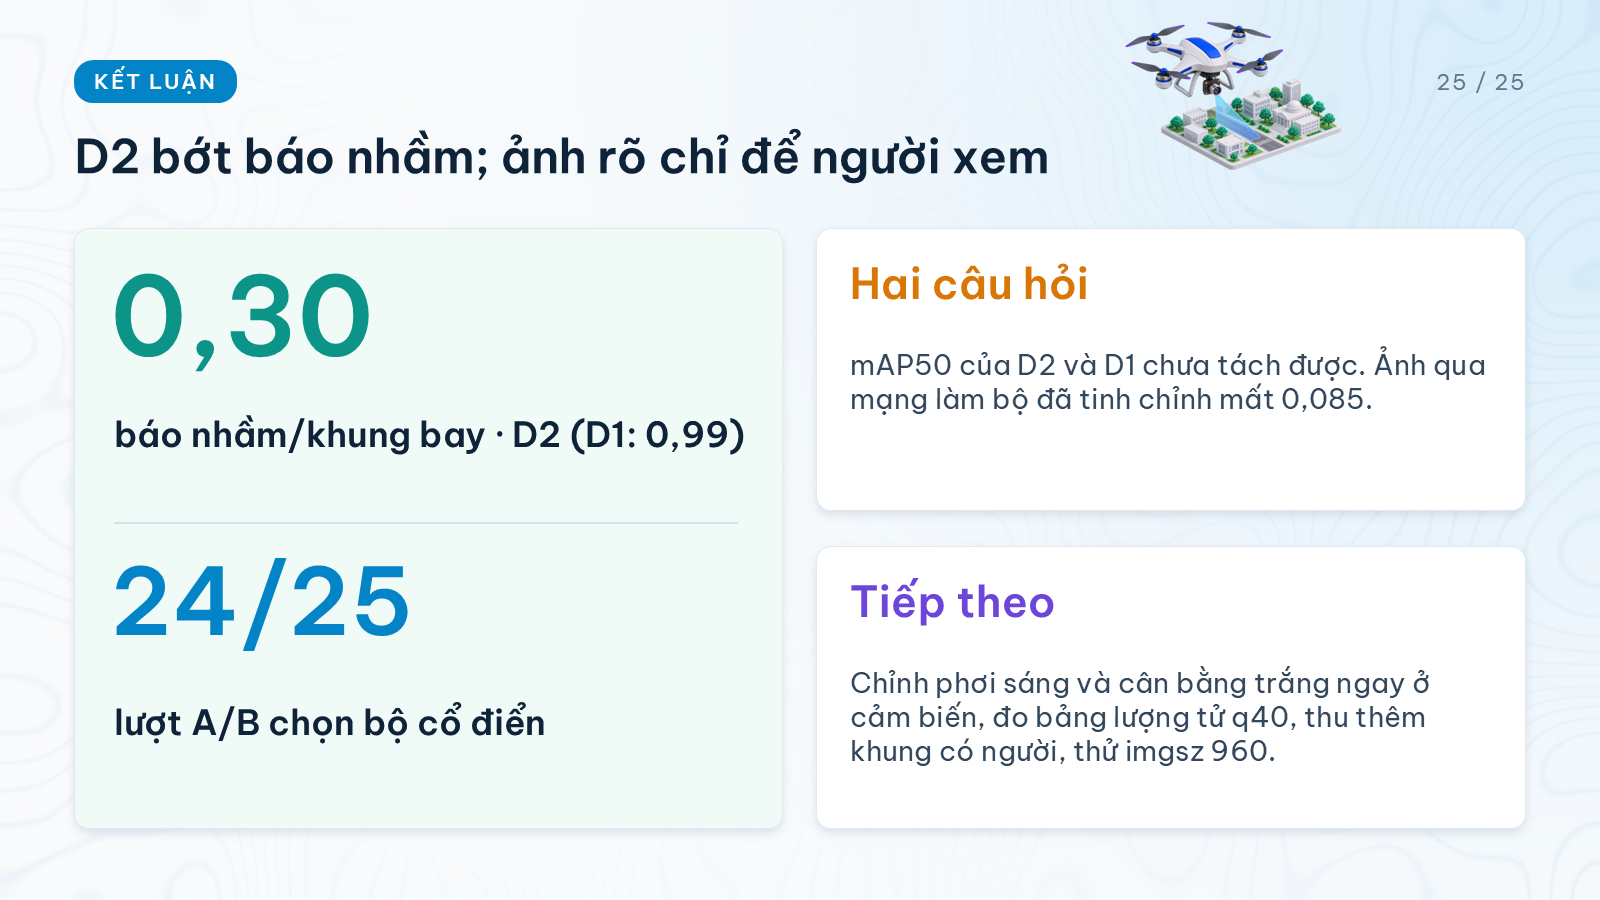 KẾT LUẬN
25 / 25
D2 bớt báo nhầm; ảnh rõ chỉ để người xem
0,30
báo nhầm/khung bay · D2 (D1: 0,99)
24/25
lượt A/B chọn bộ cổ điển
Hai câu hỏi
mAP50 của D2 và D1 chưa tách được. Ảnh qua
mạng làm bộ đã tinh chỉnh mất 0,085.
Tiếp theo
Chỉnh phơi sáng và cân bằng trắng ngay ở
cảm biến, đo bảng lượng tử q40, thu thêm
khung có người, thử imgsz 960.